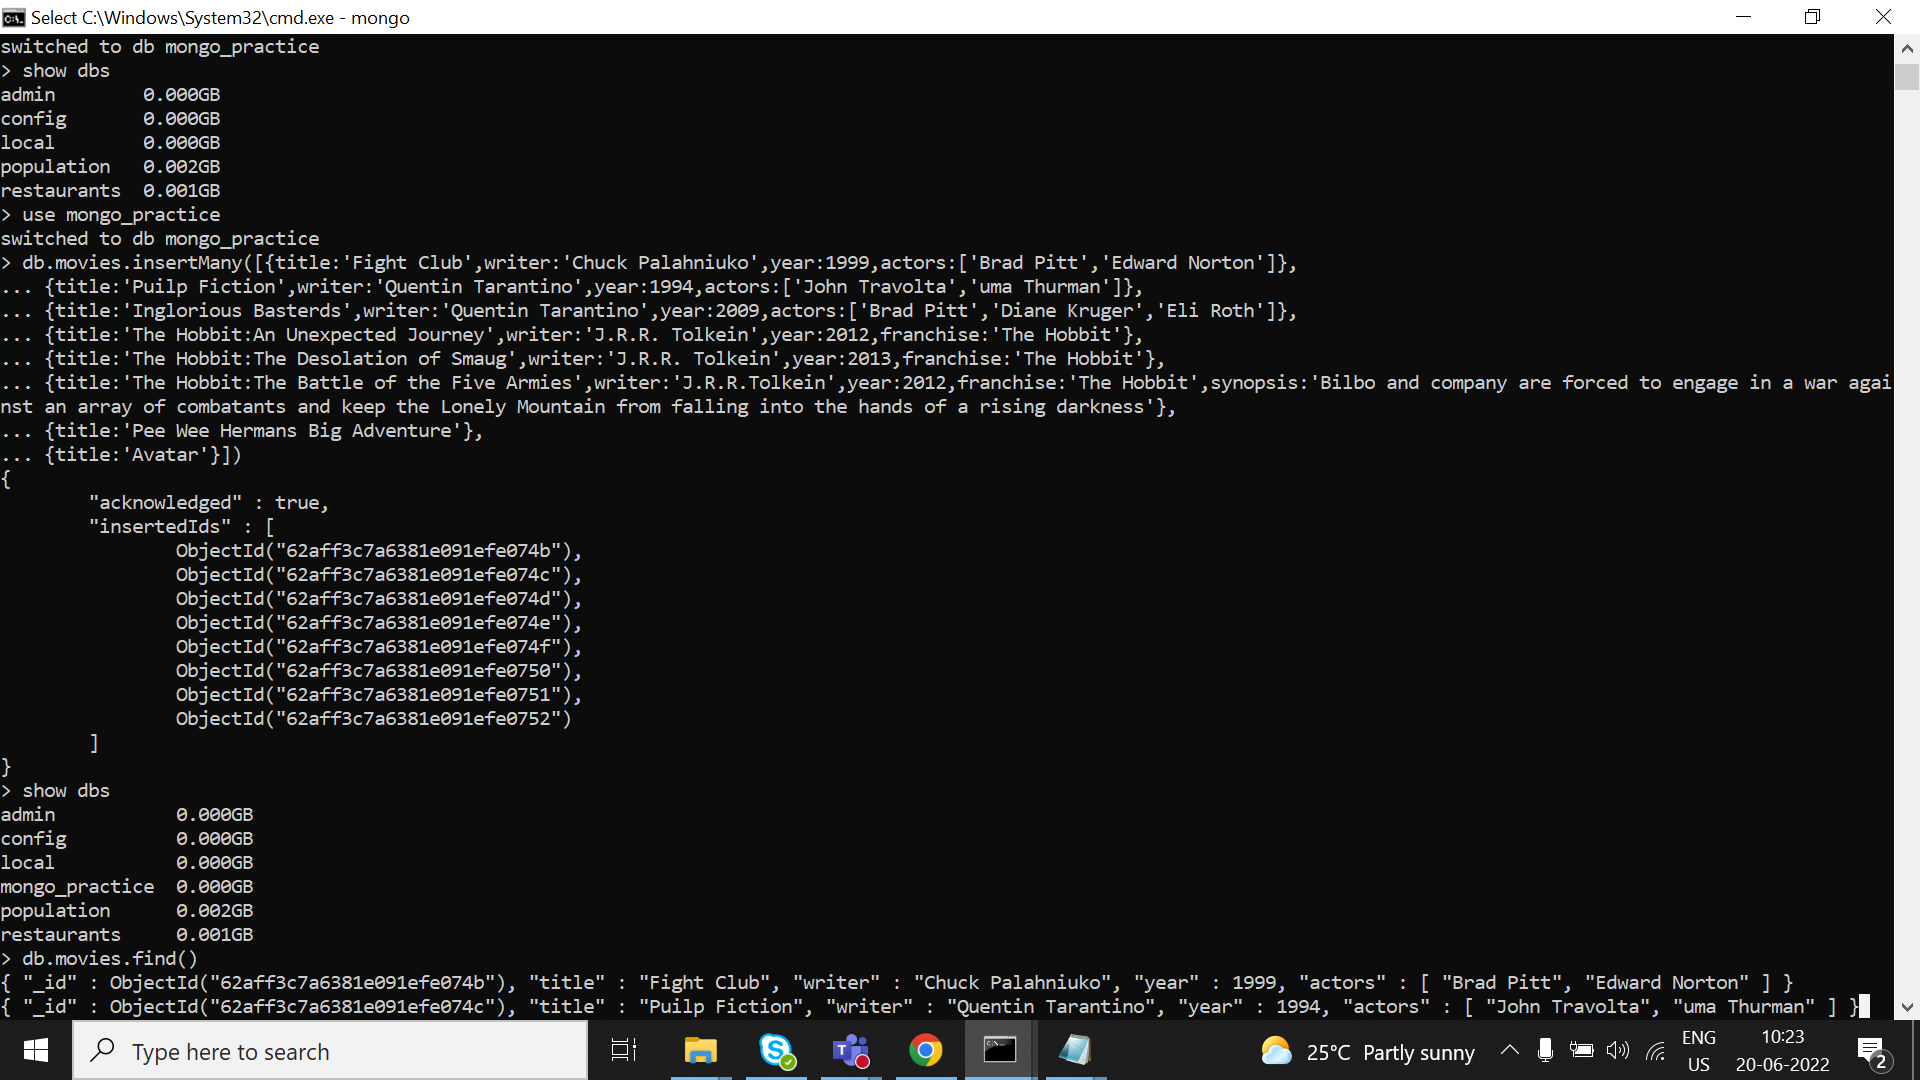 Select C:\Windows\System32\cmd.exe - mongo
switched to db mongo_practice
> show dbs
admin        0.000GB
config       0.000GB
local        0.000GB
population   0.002GB
restaurants  0.001GB
> use mongo_practice
switched to db mongo_practice
> db.movies.insertMany([{title:'Fight Club',writer:'Chuck Palahniuko',year:1999,actors:['Brad Pitt','Edward Norton']},
... {title:'Puilp Fiction',writer:'Quentin Tarantino',year:1994,actors:['John Travolta','uma Thurman']},
... {title:'Inglorious Basterds',writer:'Quentin Tarantino',year:2009,actors:['Brad Pitt','Diane Kruger','Eli Roth']},
... {title:'The Hobbit:An Unexpected Journey',writer:'J.R.R. Tolkein',year:2012,franchise:'The Hobbit'},
... {title:'The Hobbit:The Desolation of Smaug',writer:'J.R.R. Tolkein',year:2013,franchise:'The Hobbit'},
... {title:'The Hobbit:The Battle of the Five Armies',writer:'J.R.R.Tolkein',year:2012,franchise:'The Hobbit',synopsis:'Bilbo and company are forced to engage in a war agai
nst an array of combatants and keep the Lonely Mountain from falling into the hands of a rising darkness'},
... {title:'Pee Wee Hermans Big Adventure'},
... {title:'Avatar'}])
{
        "acknowledged" : true,
        "insertedIds" : [
                ObjectId("62aff3c7a6381e091efe074b"),
                ObjectId("62aff3c7a6381e091efe074c"),
                ObjectId("62aff3c7a6381e091efe074d"),
                ObjectId("62aff3c7a6381e091efe074e"),
                ObjectId("62aff3c7a6381e091efe074f"),
                ObjectId("62aff3c7a6381e091efe0750"),
                ObjectId("62aff3c7a6381e091efe0751"),
                ObjectId("62aff3c7a6381e091efe0752")
        ]
}
> show dbs
admin           0.000GB
config          0.000GB
local           0.000GB
mongo_practice  0.000GB
population      0.002GB
restaurants     0.001GB
> db.movies.find()
{ "_id" : ObjectId("62aff3c7a6381e091efe074b"), "title" : "Fight Club", "writer" : "Chuck Palahniuko", "year" : 1999, "actors" : [ "Brad Pitt", "Edward Norton" ] }
{ "_id" : ObjectId("62aff3c7a6381e091efe074c"), "title" : "Puilp Fiction", "writer" : "Quentin Tarantino", "year" : 1994, "actors" : [ "John Travolta", "uma Thurman" ] }
Type here to search
25°C Partly sunny
ENG
US
10:23
20-06-2022
2